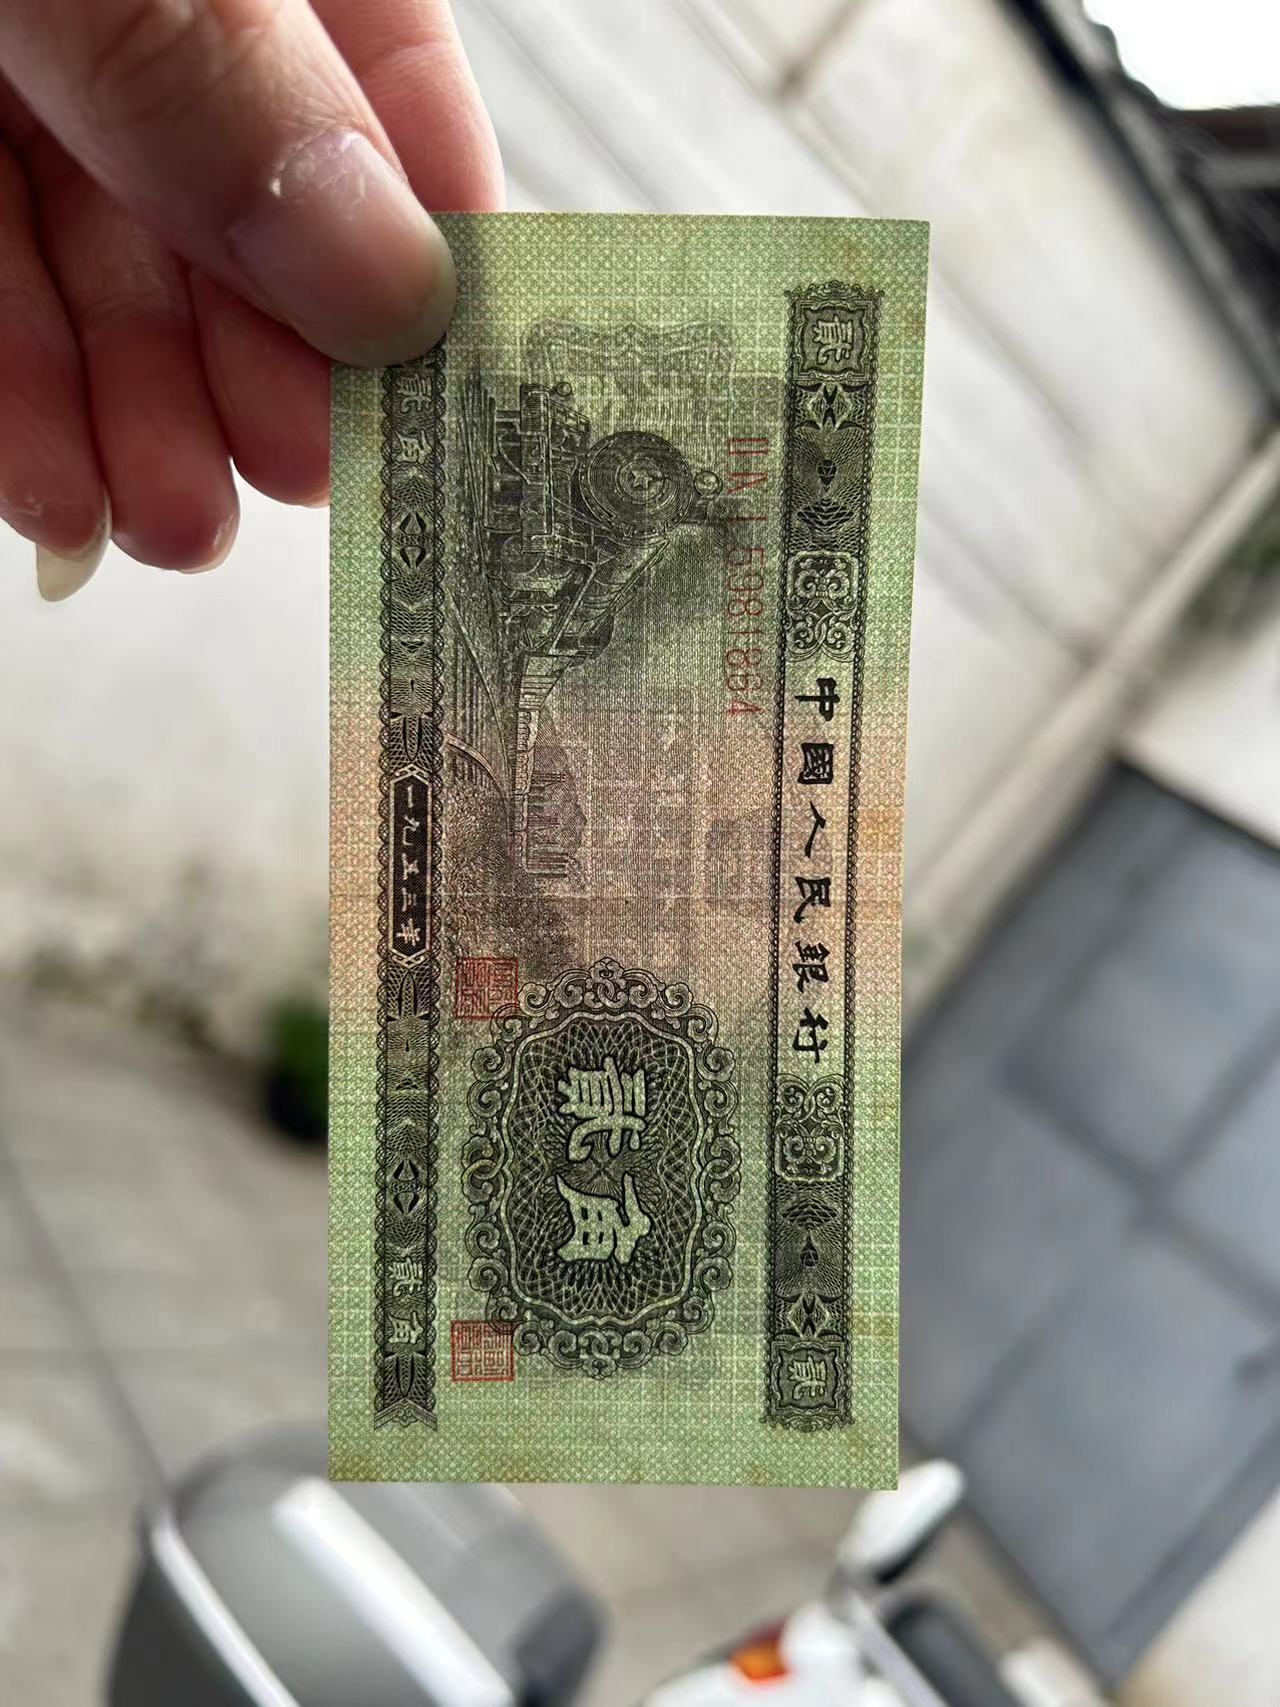 貳 中國人民銀行 貳
5981864
貳角
貳角 一九五三年 貳角